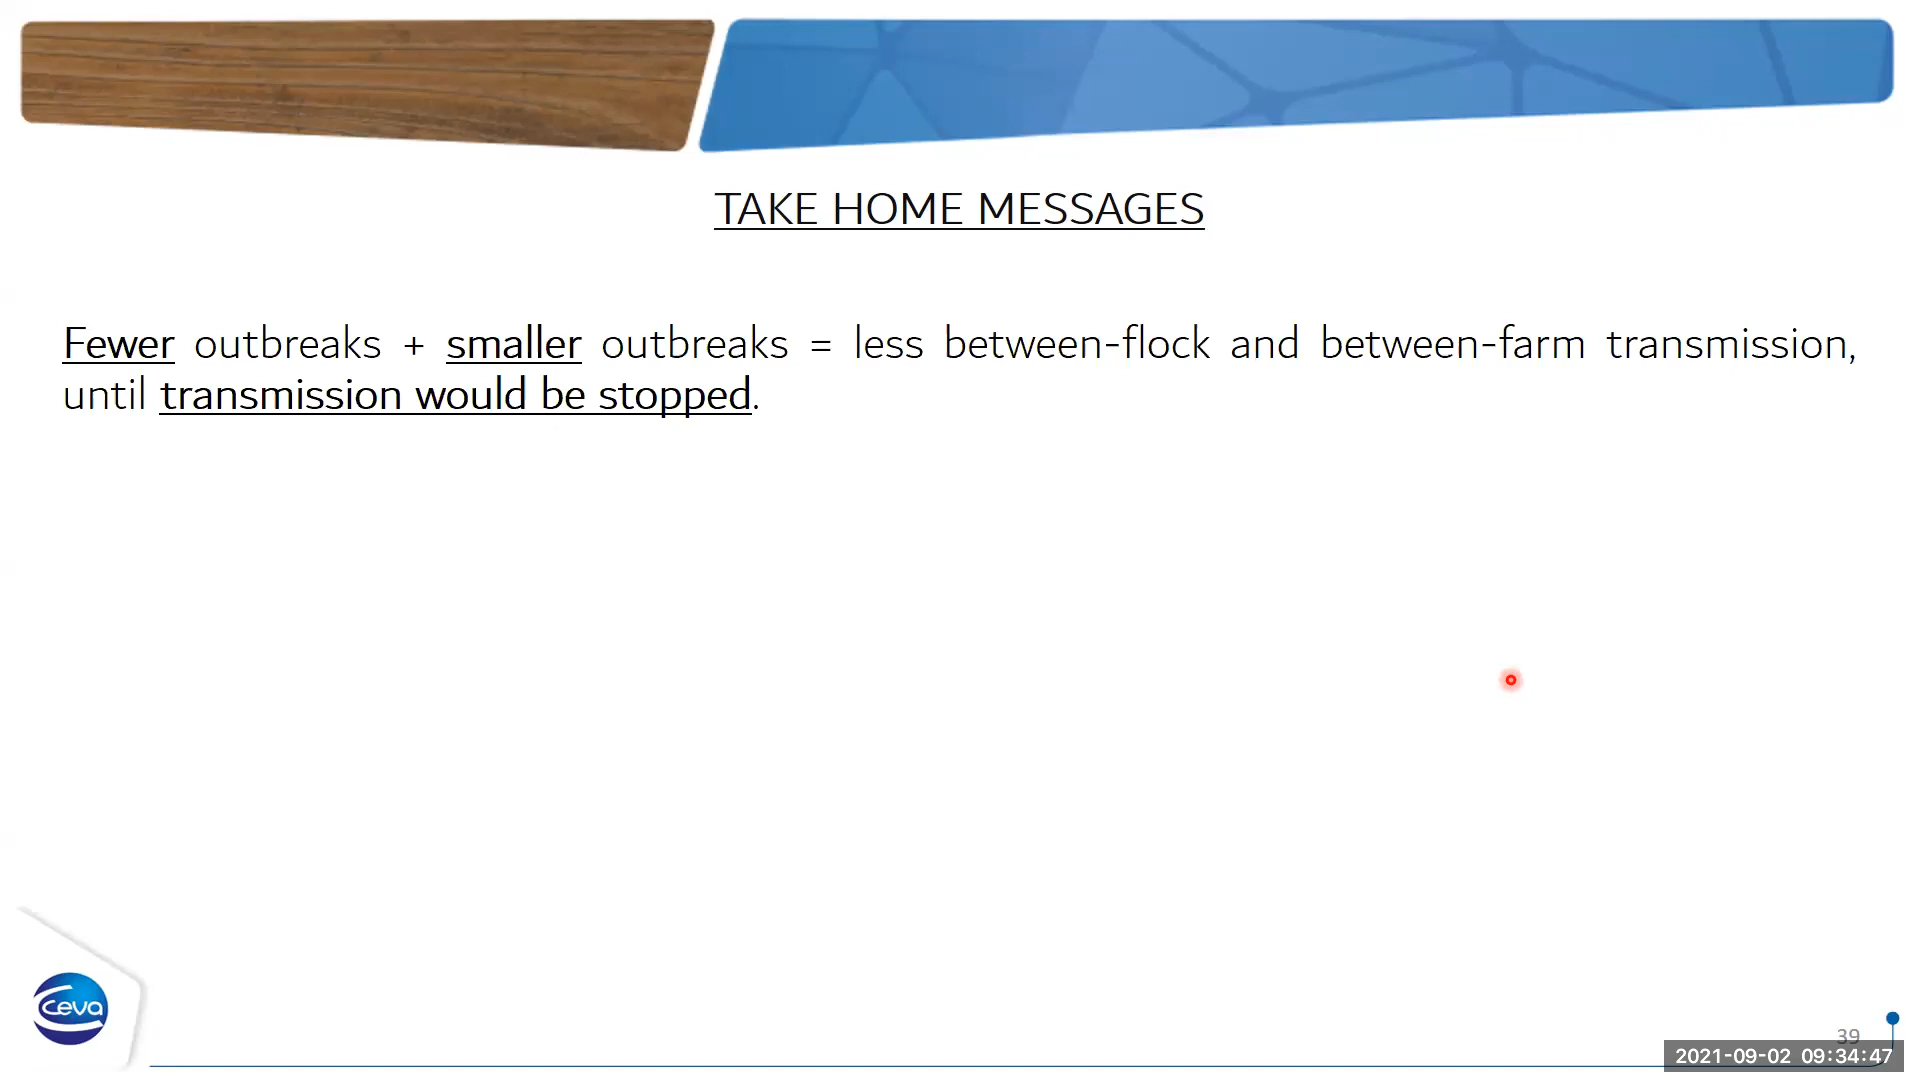 TAKE HOME MESSAGES
Fewer outbreaks + smaller outbreaks = less between-flock and between-farm transmission,
until transmission would be stopped.
ceva
39
2021-09-02 09:34:47